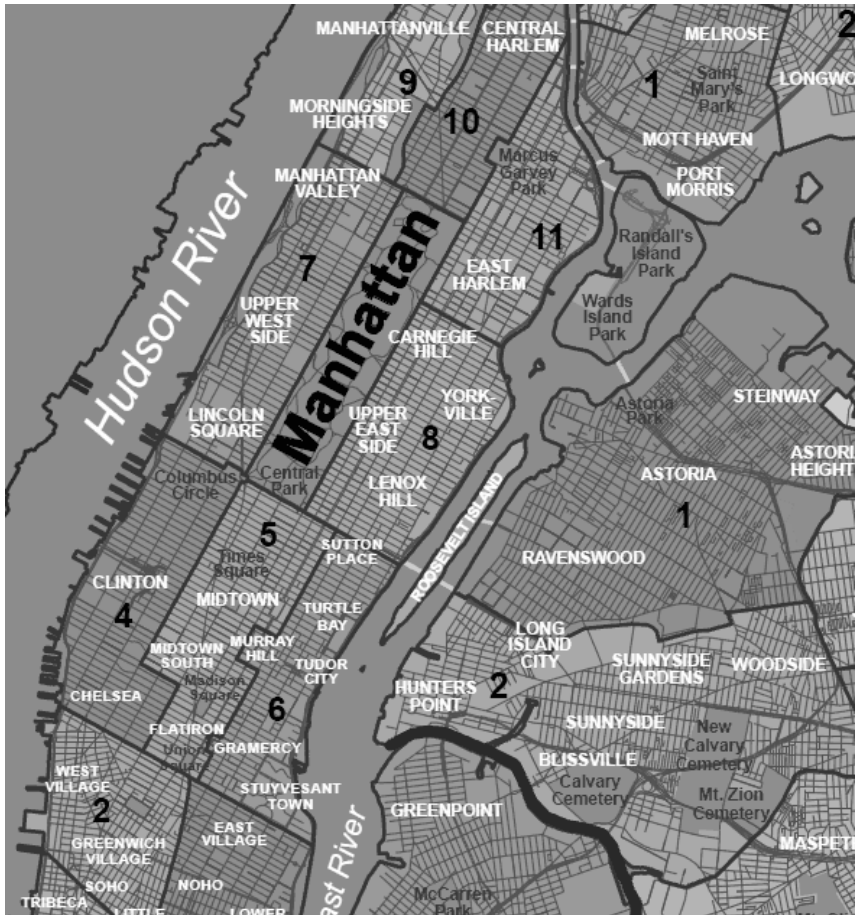 MANHATTANVILLE
CENTRAL
HARLEM
MELROSE
2
9
1
Saint
Mary's
Park
LONGWO
MORNINGSIDE
HEIGHTS
10
MOTT HAVEN
Marcus
Garvey
Park
PORT
MORRIS
MANHATTAN
VALLEY
Hudson River
Manhattan
11
Randall's
Island
Park
7
EAST
HARLEM
Wards
Island
Park
UPPER
WEST
SIDE
CARNEGIE
HILL
YORK-
VILLE
STEINWAY
Astoria
Park
LINCOLN
SQUARE
UPPER
EAST
SIDE
8
ASTORI
HEIGHT
Columbus
Circle
Central
Park
LENOX
HILL
ASTORIA
ROOSEVELT ISLAND
1
5
Times
Square
SUTTON
PLACE
RAVENSWOOD
CLINTON
4
MIDTOWN
TURTLE
BAY
MIDTOWN
SOUTH
MURRAY
HILL
TUDOR
CITY
LONG
ISLAND
CITY
SUNNYSIDE
GARDENS
WOODSIDE
CHELSEA
Madison
Square
6
HUNTERS
POINT
2
FLATIRON
Union
Square
GRAMERCY
SUNNYSIDE
New
Calvary
Cemetery
BLISSVILLE
WEST
VILLAGE
STUYVESANT
TOWN
Calvary
Cemetery
Mt. Zion
Cemetery
2
GREENPOINT
EAST
VILLAGE
GREENWICH
VILLAGE
MASPETH
ast River
SOHO
NOHO
McCarren
Park
TRIBECA
LITTLE
LOWER